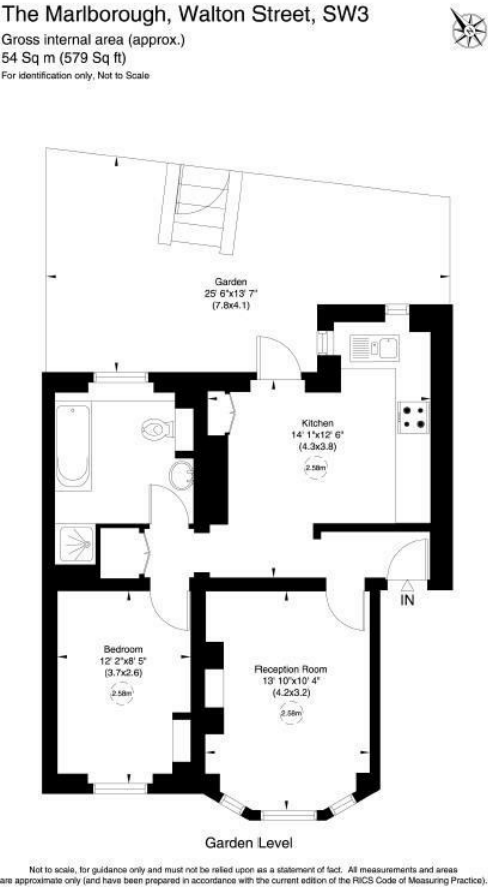 The Marlborough, Walton Street, SW3
Gross internal area (approx.)
54 Sq m (579 Sq ft)
For identification only, Not to Scale
Garden
25' 6"x13' 7"
(7.8x4.1)
Kitchen
14' 1"x12' 6"
(4.3x3.8)
2.58m
IN
Bedroom
12' 2"x8' 5"
(3.7x2.6)
2.58m
Reception Room
13' 10"x10' 4"
(4.2x3.2)
2.58m
Garden Level
Not to scale, for guidance only and must not be relied upon as a statement of fact. All measurements and areas
are approximate only (and have been prepared in accordance with the current edition of the RICS Code of Measuring Practice).